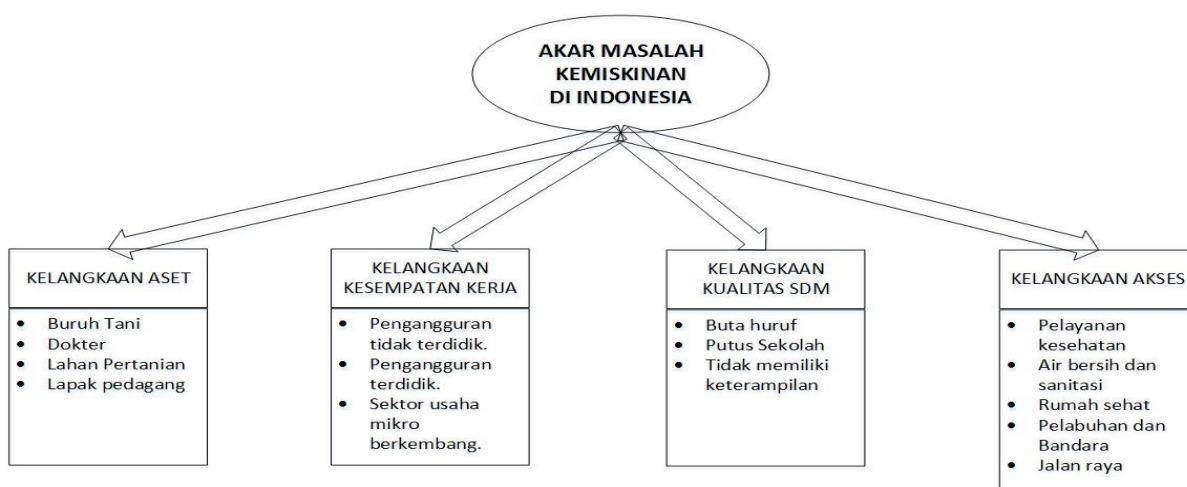 AKAR MASALAH
KEMISKINAN
DI INDONESIA
KELANGKAAN ASET
• Buruh Tani
• Dokter
• Lahan Pertanian
• Lapak pedagang
KELANGKAAN
KESEMPATAN KERJA
• Pengangguran
tidak terdidik.
• Pengangguran
terdidik.
• Sektor usaha
mikro
berkembang.
KELANGKAAN
KUALITAS SDM
• Buta huruf
• Putus Sekolah
• Tidak memiliki
keterampilan
KELANGKAAN AKSES
• Pelayanan
kesehatan
• Air bersih dan
sanitasi
• Rumah sehat
• Pelabuhan dan
Bandara
• Jalan raya